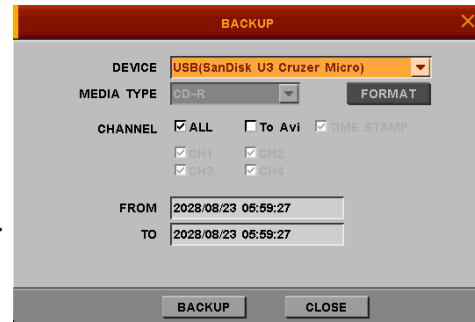 BACKUP
DEVICE USB(SanDisk U3 Cruzer Micro)
MEDIA TYPE CD-R FORMAT
CHANNEL ALL To Avi TIME STAMP
CH1 CH2
CH3 CH4
FROM 2028/08/23 05:59:27
TO 2028/08/23 05:59:27
BACKUP CLOSE